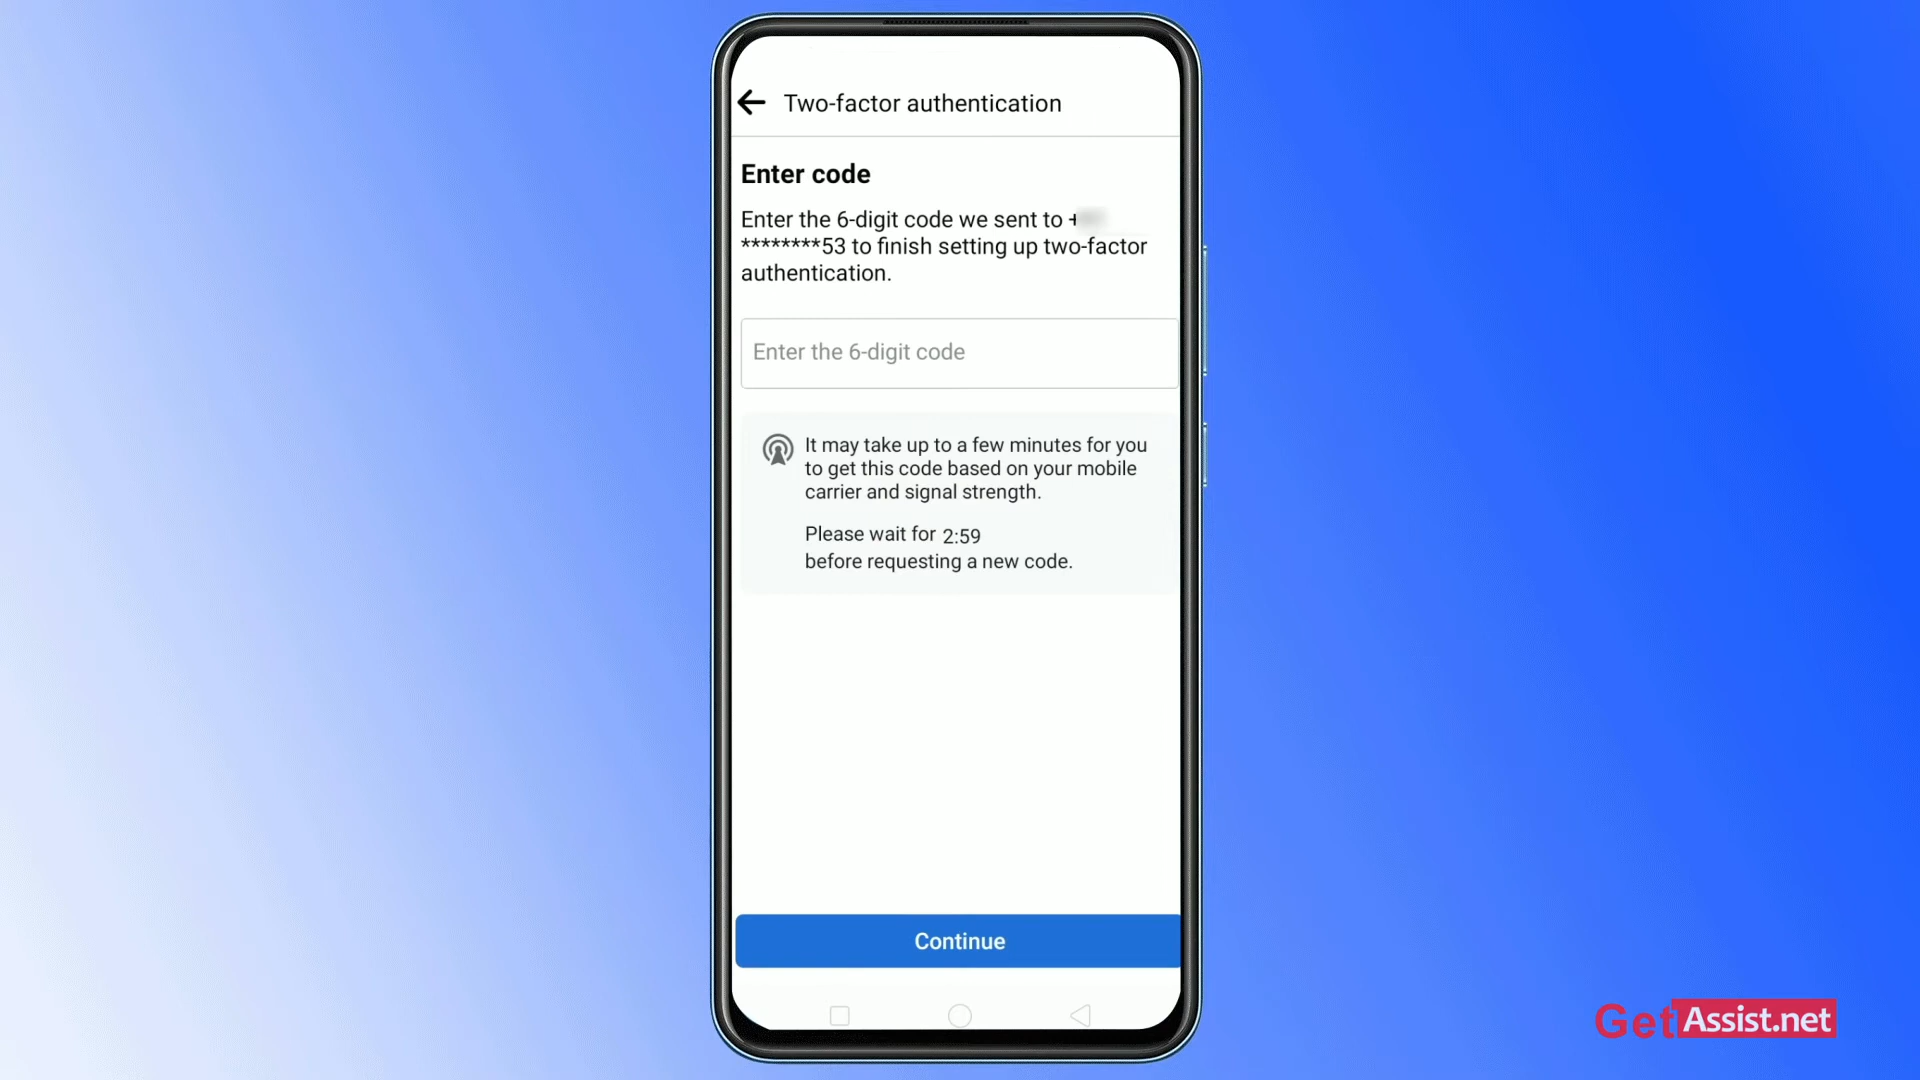 Two-factor authentication
Enter code
Enter the 6-digit code we sent to +
********53 to finish setting up two-factor
authentication.
Enter the 6-digit code
It may take up to a few minutes for you
to get this code based on your mobile
carrier and signal strength.
Please wait for 2:59
before requesting a new code.
Continue
GetAssist.net